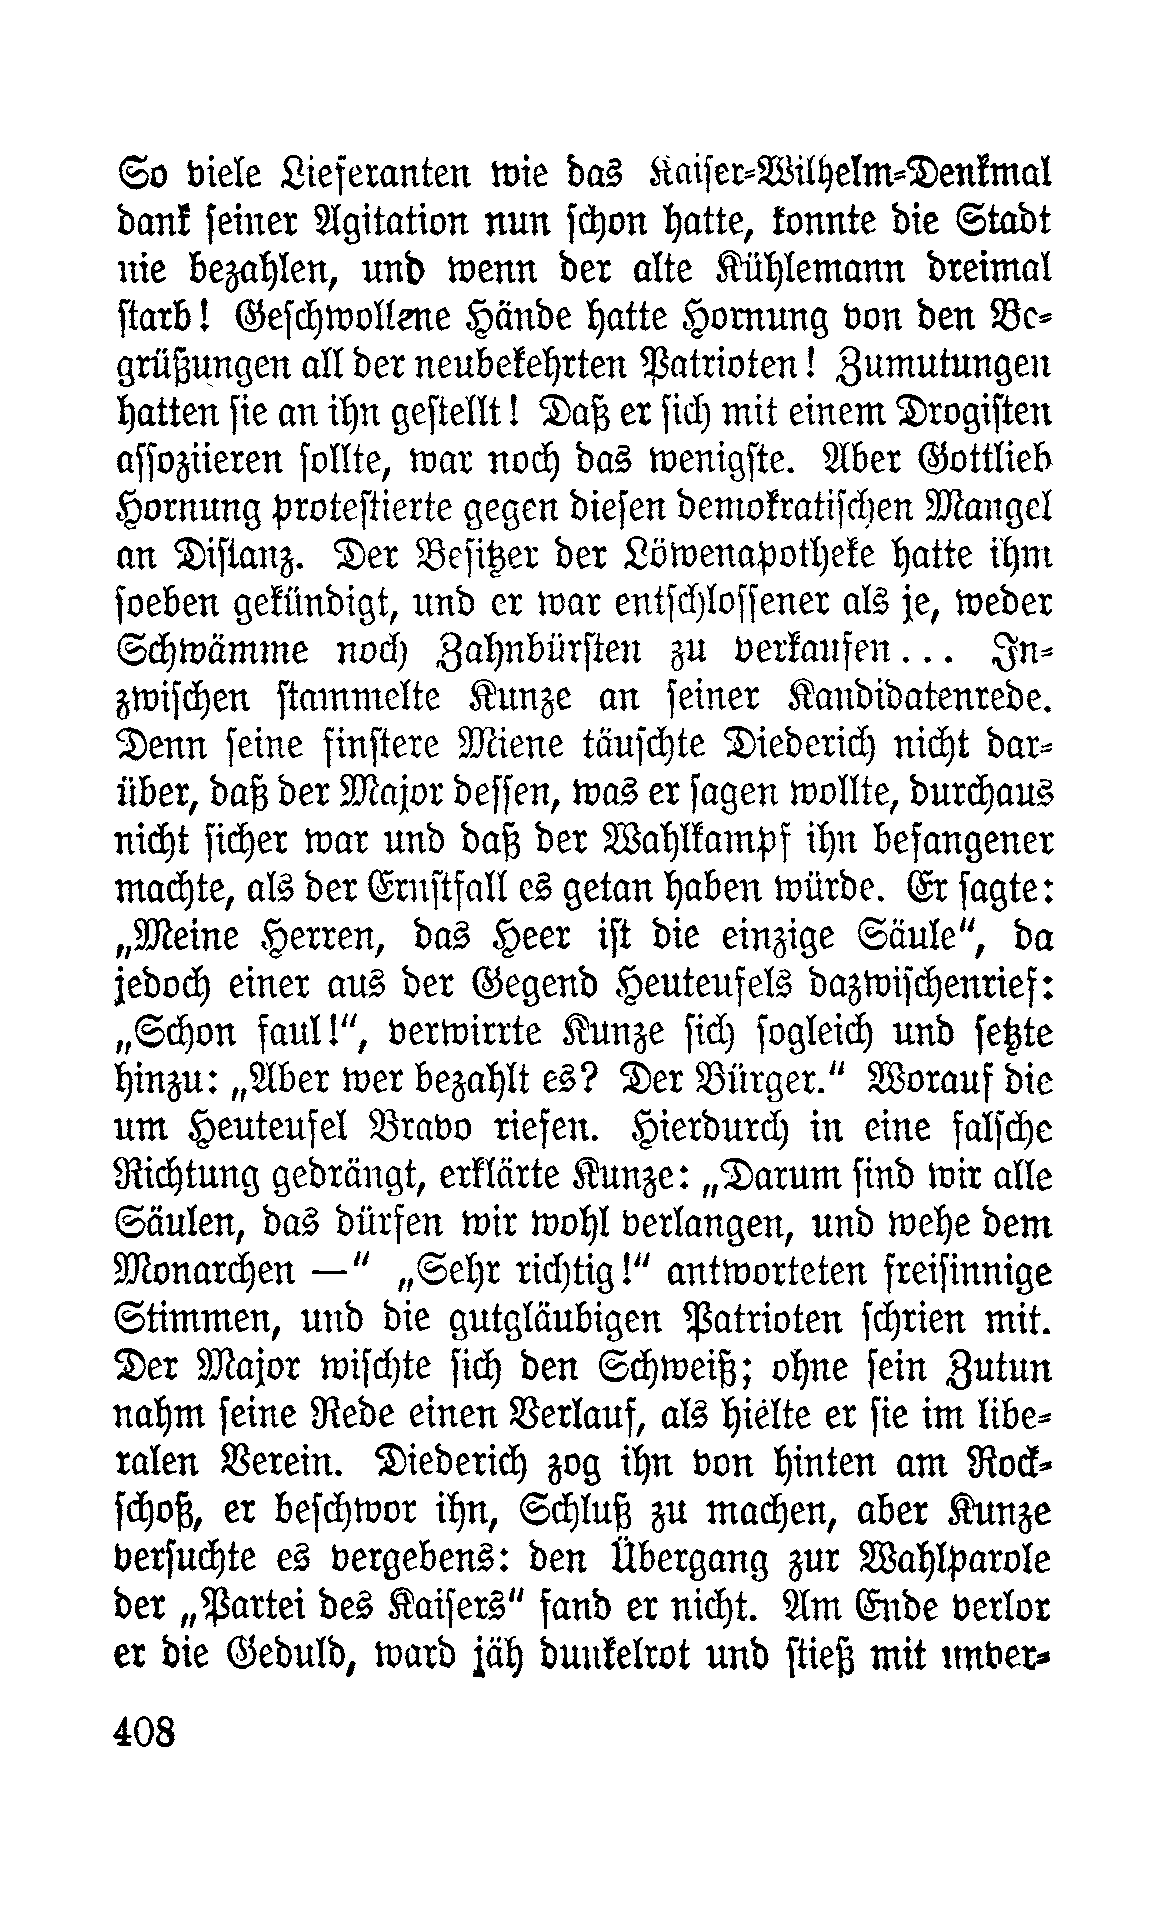 So viele Lieferanten wie das Kaiser-Wilhelm-Denkmal
dank seiner Agitation nun schon hatte, konnte die Stadt
nie bezahlen, und wenn der alte Kühlemann dreimal
starb! Geschwollene Hände hatte Hornung von den Be-
grüßungen all der neubekehrten Patrioten! Zumutungen
hatten sie an ihn gestellt! Daß er sich mit einem Drogisten
assoziieren sollte, war noch das wenigste. Aber Gottlieb
Hornung protestierte gegen diesen demokratischen Mangel
an Distanz. Der Besitzer der Löwenapotheke hatte ihm
soeben gekündigt, und er war entschlossener als je, weder
Schwämme noch Zahnbürsten zu verkaufen... In-
zwischen stammelte Kunze an seiner Kandidatenrede.
Denn seine finstere Miene täuschte Diederich nicht dar-
über, daß der Major dessen, was er sagen wollte, durchaus
nicht sicher war und daß der Wahlkampf ihn befangener
machte, als der Ernstfall es getan haben würde. Er sagte:
„Meine Herren, das Heer ist die einzige Säule“, da
jedoch einer aus der Gegend Heuteufels dazwischenrief:
„Schon faul!“, verwirrte Kunze sich sogleich und setzte
hinzu: „Aber wer bezahlt es? Der Bürger.“ Worauf die
um Heuteufel Bravo riefen. Hierdurch in eine falsche
Richtung gedrängt, erklärte Kunze: „Darum sind wir alle
Säulen, das dürfen wir wohl verlangen, und wehe dem
Monarchen —“ „Sehr richtig!“ antworteten freisinnige
Stimmen, und die gutgläubigen Patrioten schrien mit.
Der Major wischte sich den Schweiß; ohne sein Zutun
nahm seine Rede einen Verlauf, als hielte er sie im libe-
ralen Verein. Diederich zog ihn von hinten am Rock-
schoß, er beschwor ihn, Schluß zu machen, aber Kunze
versuchte es vergebens: den Übergang zur Wahlparole
der „Partei des Kaisers“ fand er nicht. Am Ende verlor
er die Geduld, ward jäh dunkelrot und stieß mit unver-
408